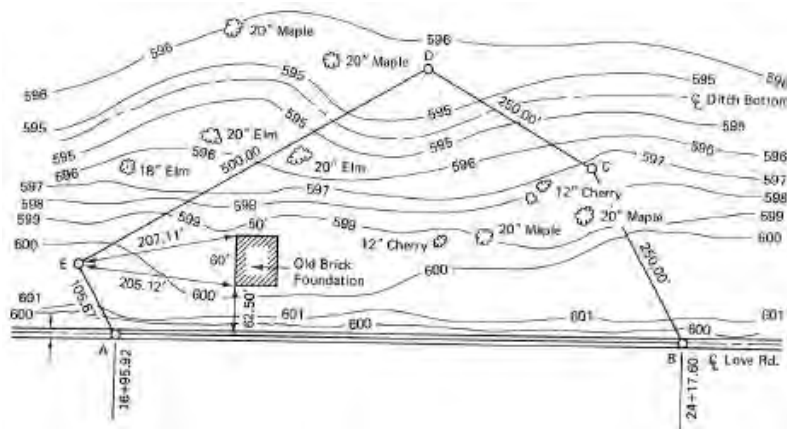 596
20" Maple
596
20" Maple
D
595
596
596
595
250.00'
℄ Ditch Bottom
595
595
595
595
595
20" Elm
596
500.00
20" Elm
596
597
596
596
18" Elm
C
597
597
598
598
597
12" Cherry
598
599
599
599
20" Maple
599
600
207.11'
50'
12" Cherry
20" Maple
600
E
60'
Old Brick
Foundation
600
205.12'
600
250.00'
105.67'
62.50'
601
600
601
600
601
601
600
A
B
℄ Love Rd.
16+95.92
24+17.60